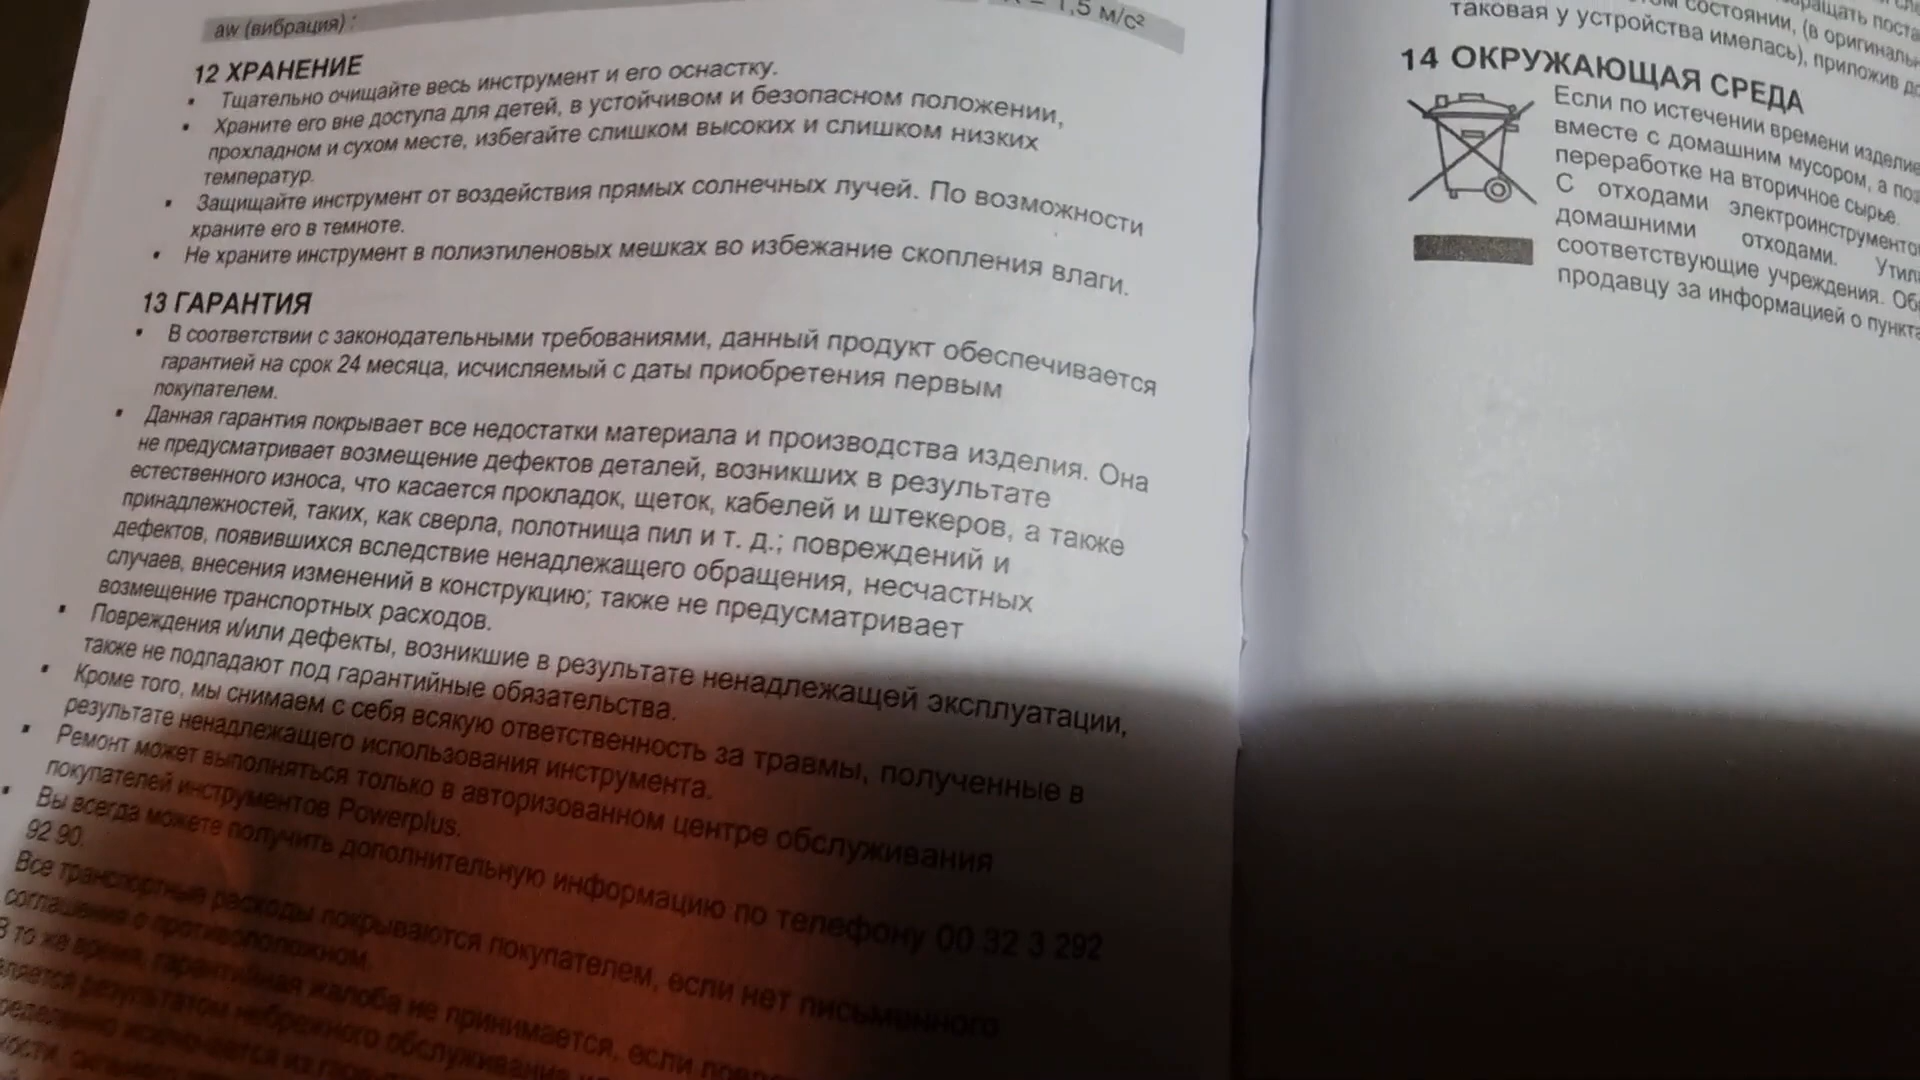 aw (вибрация) :
1,5 м/с²
12 ХРАНЕНИЕ
• Тщательно очищайте весь инструмент и его оснастку.
• Храните его вне доступа для детей, в устойчивом и безопасном положении,
прохладном и сухом месте, избегайте слишком высоких и слишком низких
температур.
• Защищайте инструмент от воздействия прямых солнечных лучей. По возможности
храните его в темноте.
• Не храните инструмент в полиэтиленовых мешках во избежание скопления влаги.
13 ГАРАНТИЯ
• В соответствии с законодательными требованиями, данный продукт обеспечивается
гарантией на срок 24 месяца, исчисляемый с даты приобретения первым
покупателем.
• Данная гарантия покрывает все недостатки материала и производства изделия. Она
не предусматривает возмещение дефектов деталей, возникших в результате
естественного износа, что касается прокладок, щеток, кабелей и штекеров, а также
принадлежностей, таких, как сверла, полотнища пил и т. д.; повреждений и
дефектов, появившихся вследствие ненадлежащего обращения, несчастных
случаев, внесения изменений в конструкцию; также не предусматривает
возмещение транспортных расходов.
• Повреждения и/или дефекты, возникшие в результате ненадлежащей эксплуатации,
также не подпадают под гарантийные обязательства.
• Кроме того, мы снимаем с себя всякую ответственность за травмы, полученные в
результате ненадлежащего использования инструмента.
• Ремонт может выполняться только в авторизованном центре обслуживания
покупателей инструментов Powerplus.
• Вы всегда можете получить дополнительную информацию по телефону 00 32 3 292
92 90.
Все транспортные расходы покрываются покупателем, если нет письменного
соглашения о противоположном.
В то же время, гарантийная жалоба не принимается, если
результатом небрежного обслуживания
исключается из
состоянии, (в
таковая у устройства имелась), приложив
14 ОКРУЖАЮЩАЯ СРЕДА
Если по истечении времени изделие
вместе с домашним мусором, а
переработке на вторичное сырье.
С отходами
домашними отходами.
соответствующие учреждения.
продавцу за информацией о